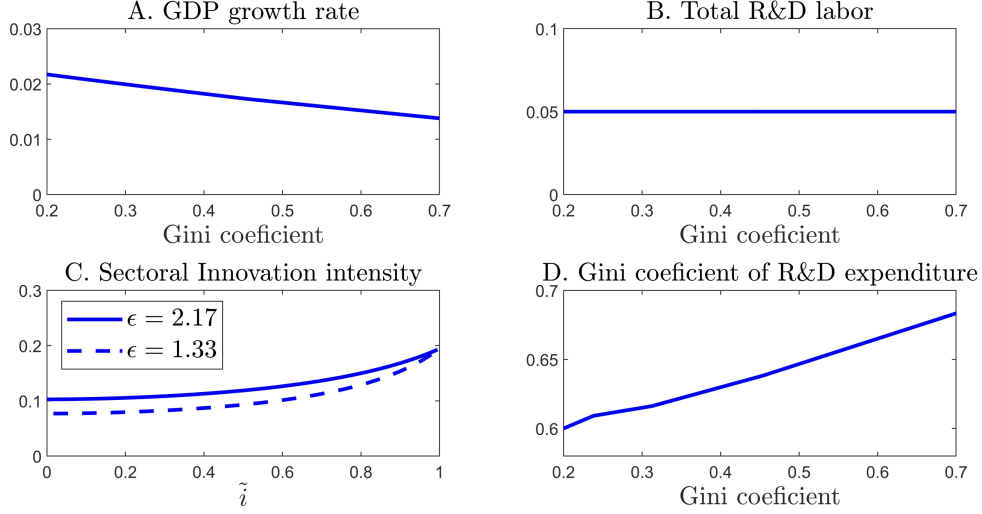 A. GDP growth rate
0.03
0.02
0.01
0
0.2 0.3 0.4 0.5 0.6 0.7
Gini coeficient
B. Total R&D labor
0.1
0.05
0
0.2 0.3 0.4 0.5 0.6 0.7
Gini coeficient
C. Sectoral Innovation intensity
0.3
0.2
0.1
0
ϵ = 2.17
ϵ = 1.33
0 0.2 0.4 0.6 0.8 1
ĩ
D. Gini coeficient of R&D expenditure
0.7
0.65
0.6
0.2 0.3 0.4 0.5 0.6 0.7
Gini coeficient